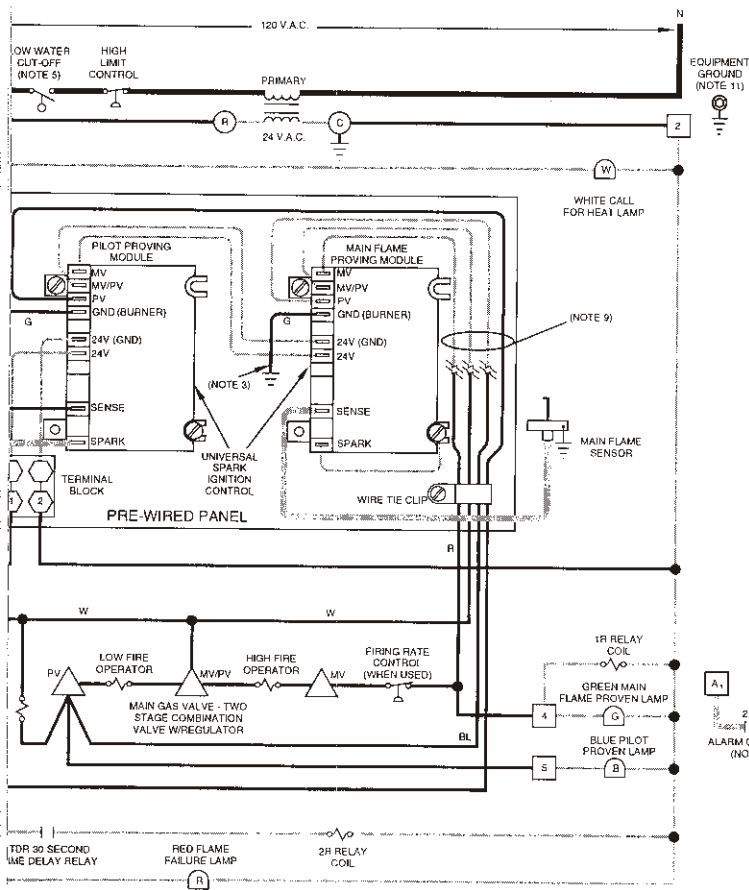 N
120 V.A.C.
OW WATER
CUT-OFF
(NOTE 5)
HIGH
LIMIT
CONTROL
PRIMARY
EQUIPMENT
GROUND
(NOTE 11)
R
24 V.A.C.
C
2
W
WHITE CALL
FOR HEAT LAMP
PILOT PROVING
MODULE
MAIN FLAME
PROVING MODULE
MV
MV/PV
PV
GND (BURNER)
G
24V (GND)
24V
SENSE
SPARK
MV
MV/PV
PV
GND (BURNER)
G
24V (GND)
24V
SENSE
SPARK
(NOTE 9)
(NOTE 3)
UNIVERSAL
SPARK
IGNITION
CONTROL
MAIN FLAME
SENSOR
TERMINAL
BLOCK
1
2
WIRE TIE CLIP
PRE-WIRED PANEL
R
W
W
PV
LOW FIRE
OPERATOR
MV/PV
HIGH FIRE
OPERATOR
MV
FIRING RATE
CONTROL
(WHEN USED)
MAIN GAS VALVE - TWO
STAGE COMBINATION
VALVE W/REGULATOR
BL
1R RELAY
COIL
GREEN MAIN
FLAME PROVEN LAMP
4
G
BLUE PILOT
PROVEN LAMP
5
B
A1
2
ALARM
(NO
TDR 30 SECOND
IME DELAY RELAY
RED FLAME
FAILURE LAMP
R
2R RELAY
COIL